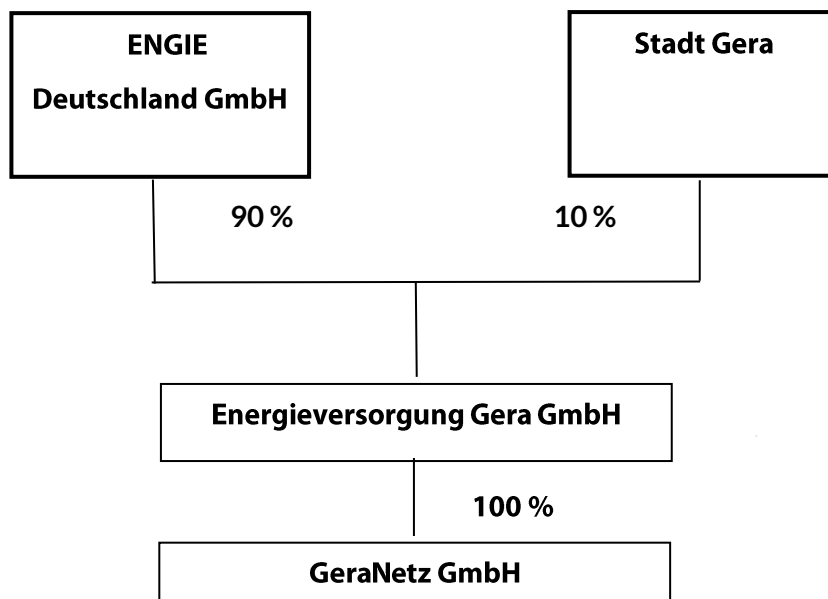 ENGIE
Deutschland GmbH
Stadt Gera
90 %
10 %
Energieversorgung Gera GmbH
100 %
GeraNetz GmbH